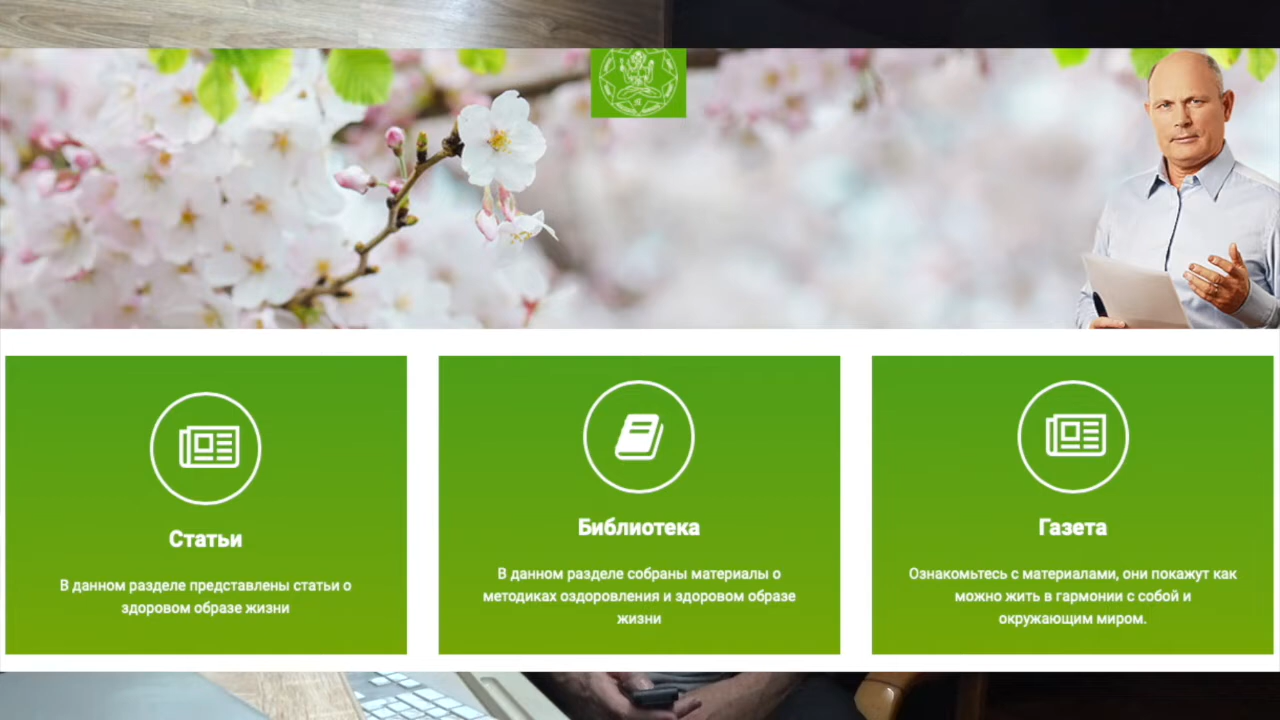 Статьи
В данном разделе представлены статьи о
здоровом образе жизни
Библиотека
В данном разделе собраны материалы о
методиках оздоровления и здоровом образе
жизни
Газета
Ознакомьтесь с материалами, они покажут как
можно жить в гармонии с собой и
окружающим миром.